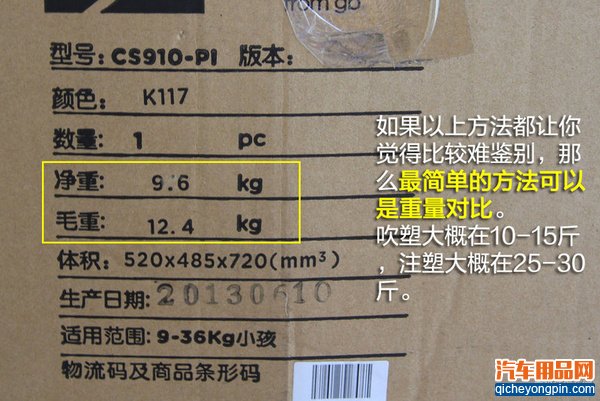 from gb
型号: CS910-PI 版本:
颜色: K117
数量: 1 pc
净重: 9.6 kg
毛重: 12.4 kg
体积: 520x485x720(mm³)
生产日期: 20130610
适用范围: 9-36Kg小孩
物流码及商品条形码
如果以上方法都让你
觉得比较难鉴别，那
么最简单的方法可以
是重量对比。
吹塑大概在10-15斤
，注塑大概在25-30
斤。
汽车用品网
qicheyongpin.com